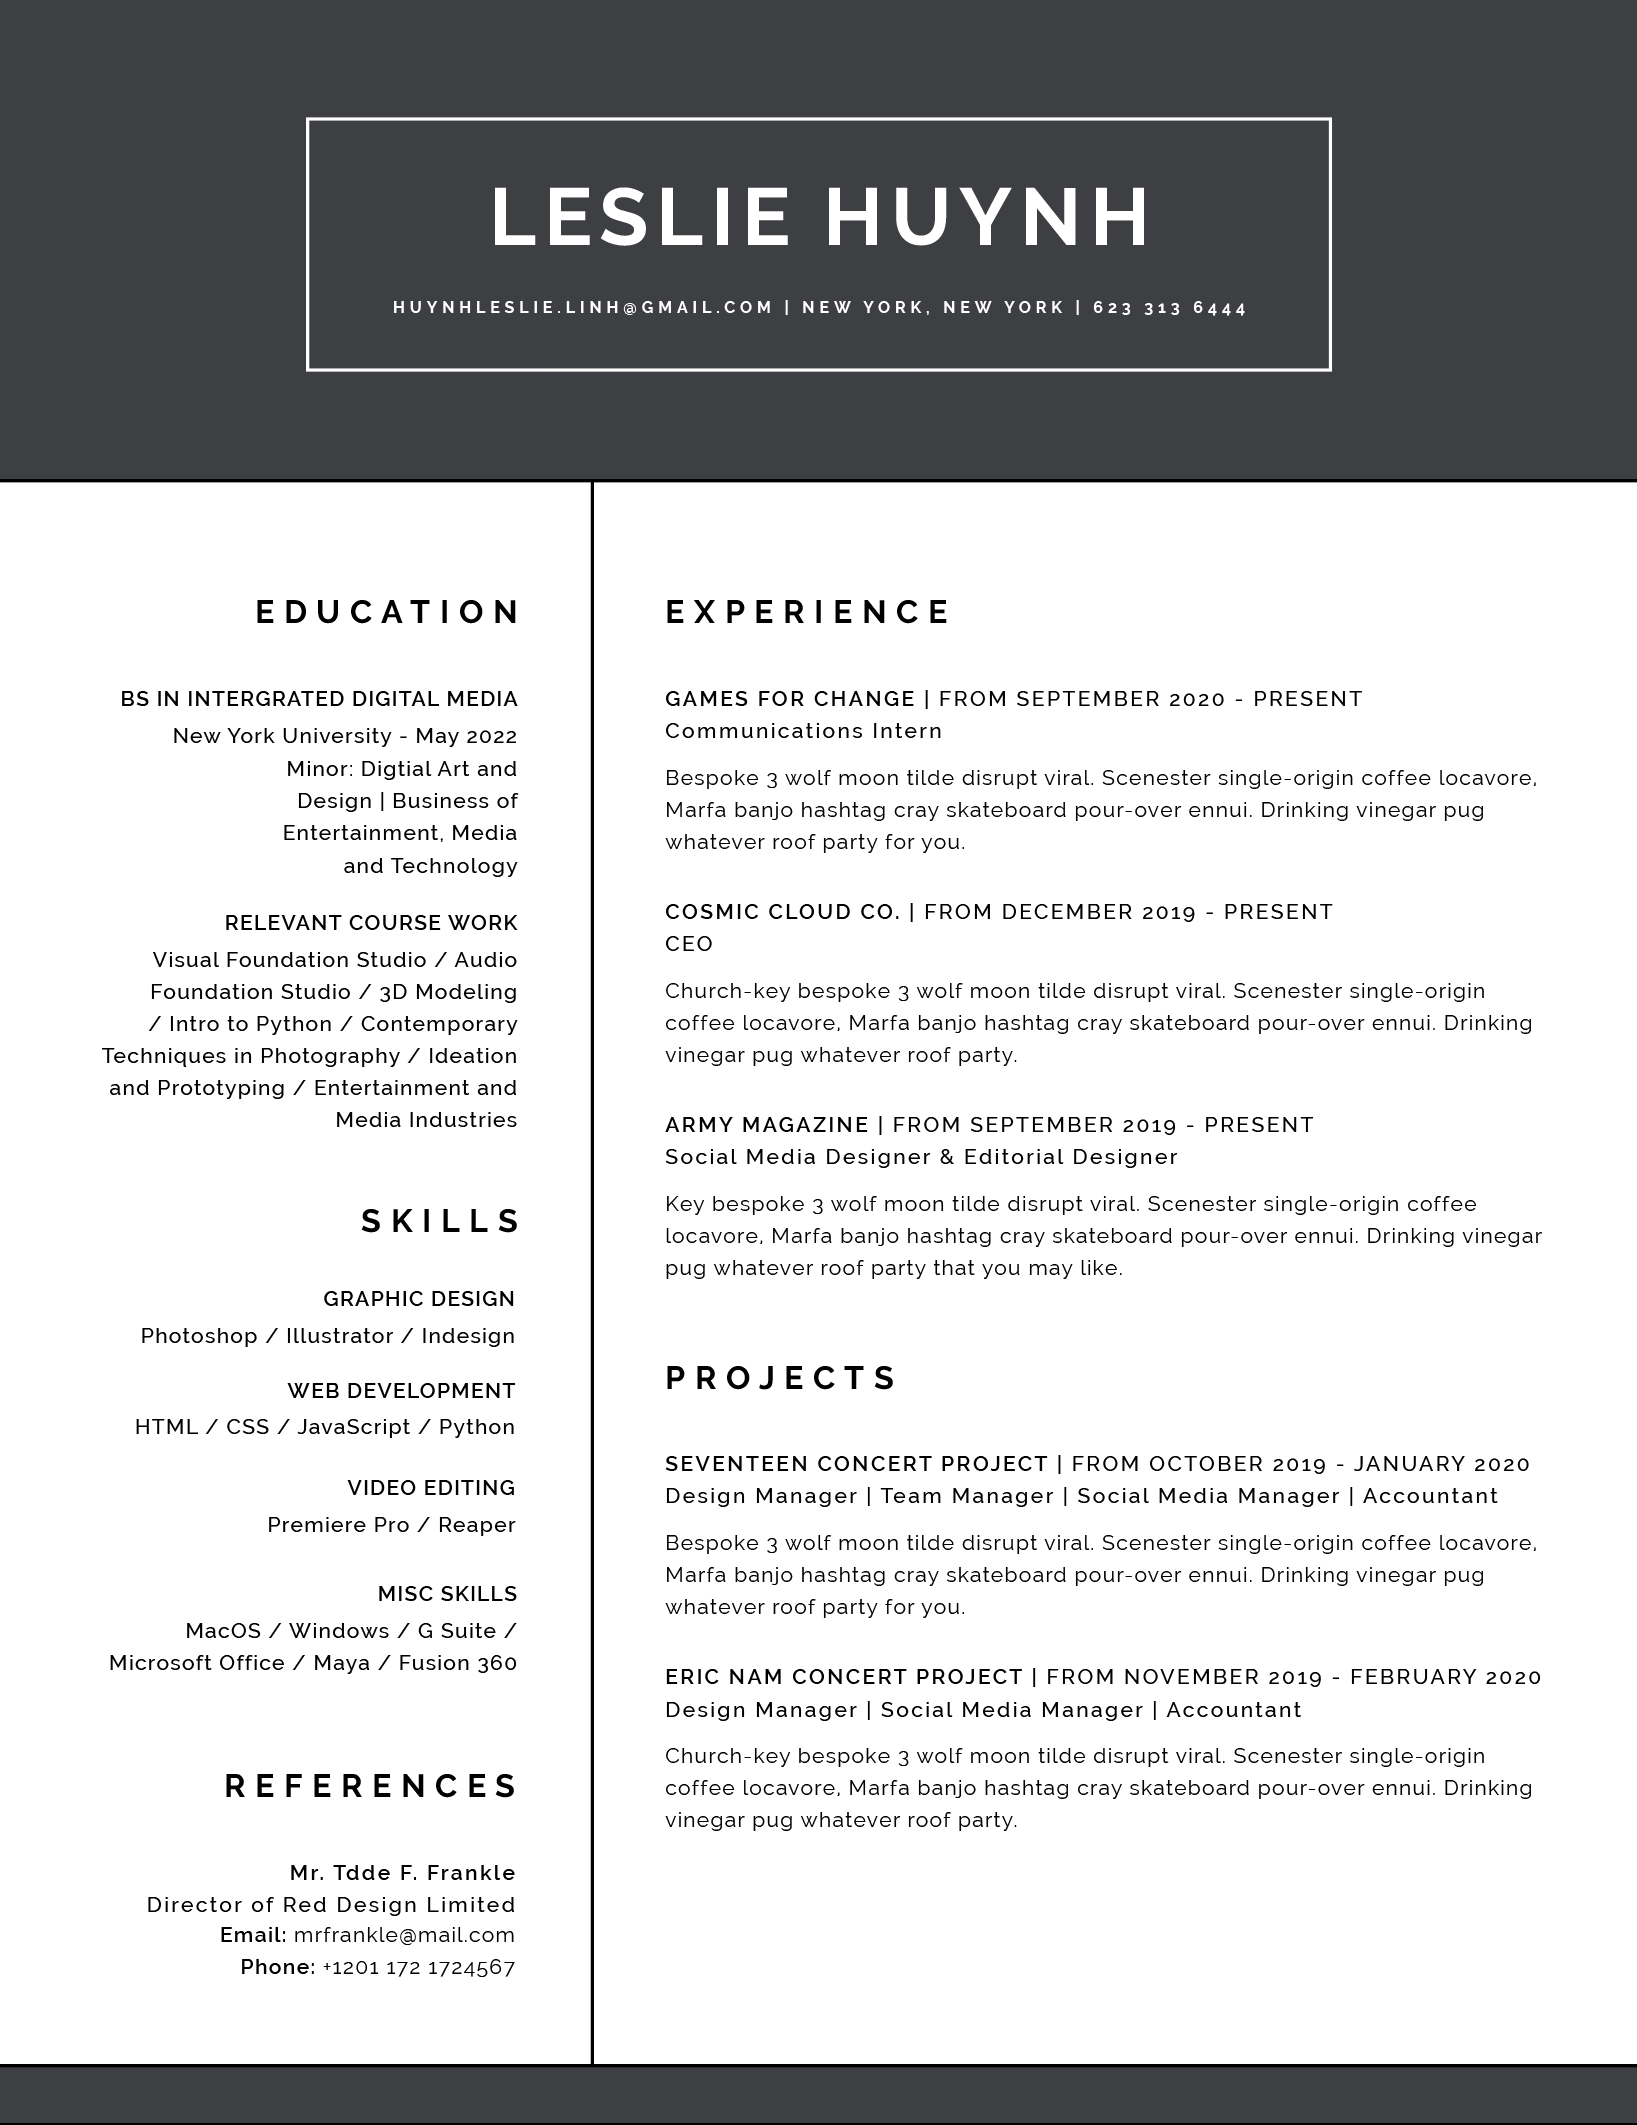 LESLIE HUYNH
HUYNHLESLIE.LINH@GMAIL.COM | NEW YORK, NEW YORK | 623 313 6444
EDUCATION
BS IN INTERGRATED DIGITAL MEDIA
New York University - May 2022
Minor: Digtial Art and
Design | Business of
Entertainment, Media
and Technology
RELEVANT COURSE WORK
Visual Foundation Studio / Audio
Foundation Studio / 3D Modeling
/ Intro to Python / Contemporary
Techniques in Photography / Ideation
and Prototyping / Entertainment and
Media Industries
SKILLS
GRAPHIC DESIGN
Photoshop / Illustrator / Indesign
WEB DEVELOPMENT
HTML / CSS / JavaScript / Python
VIDEO EDITING
Premiere Pro / Reaper
MISC SKILLS
MacOS / Windows / G Suite /
Microsoft Office / Maya / Fusion 360
REFERENCES
Mr. Tdde F. Frankle
Director of Red Design Limited
Email: mrfrankle@mail.com
Phone: +1201 172 1724567
EXPERIENCE
GAMES FOR CHANGE | FROM SEPTEMBER 2020 - PRESENT
Communications Intern
Bespoke 3 wolf moon tilde disrupt viral. Scenester single-origin coffee locavore,
Marfa banjo hashtag cray skateboard pour-over ennui. Drinking vinegar pug
whatever roof party for you.
COSMIC CLOUD CO. | FROM DECEMBER 2019 - PRESENT
CEO
Church-key bespoke 3 wolf moon tilde disrupt viral. Scenester single-origin
coffee locavore, Marfa banjo hashtag cray skateboard pour-over ennui. Drinking
vinegar pug whatever roof party.
ARMY MAGAZINE | FROM SEPTEMBER 2019 - PRESENT
Social Media Designer & Editorial Designer
Key bespoke 3 wolf moon tilde disrupt viral. Scenester single-origin coffee
locavore, Marfa banjo hashtag cray skateboard pour-over ennui. Drinking vinegar
pug whatever roof party that you may like.
PROJECTS
SEVENTEEN CONCERT PROJECT | FROM OCTOBER 2019 - JANUARY 2020
Design Manager | Team Manager | Social Media Manager | Accountant
Bespoke 3 wolf moon tilde disrupt viral. Scenester single-origin coffee locavore,
Marfa banjo hashtag cray skateboard pour-over ennui. Drinking vinegar pug
whatever roof party for you.
ERIC NAM CONCERT PROJECT | FROM NOVEMBER 2019 - FEBRUARY 2020
Design Manager | Social Media Manager | Accountant
Church-key bespoke 3 wolf moon tilde disrupt viral. Scenester single-origin
coffee locavore, Marfa banjo hashtag cray skateboard pour-over ennui. Drinking
vinegar pug whatever roof party.